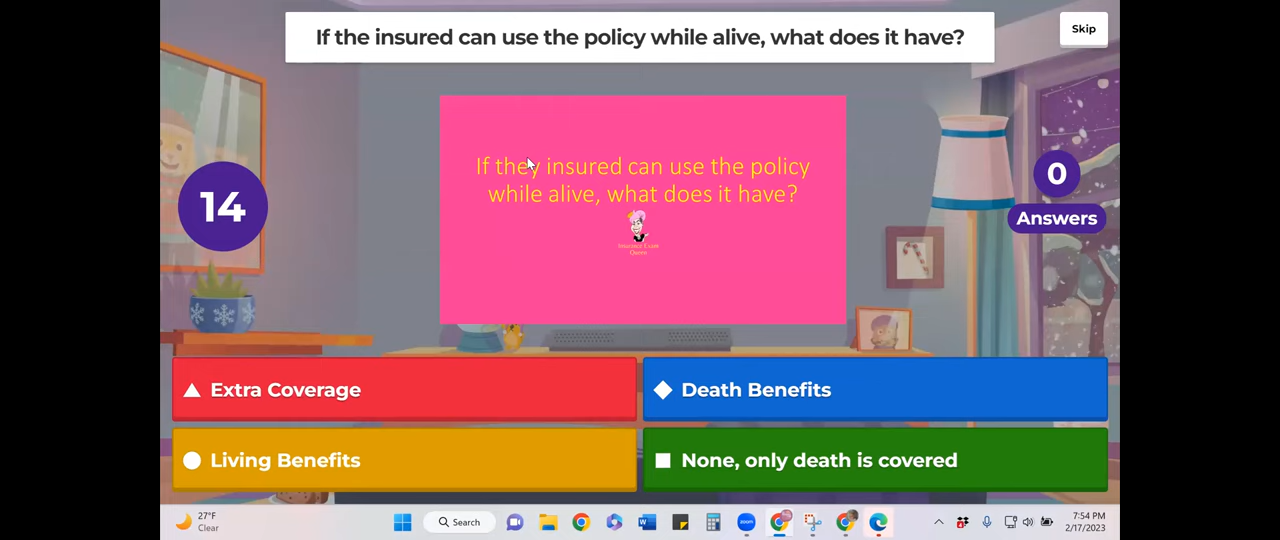 If the insured can use the policy while alive, what does it have?
Skip
If they insured can use the policy
while alive, what does it have?
Insurance Exam
Queen
14
0
Answers
Extra Coverage
Death Benefits
Living Benefits
None, only death is covered
27°F
Clear
Search
7:54 PM
2/17/2023